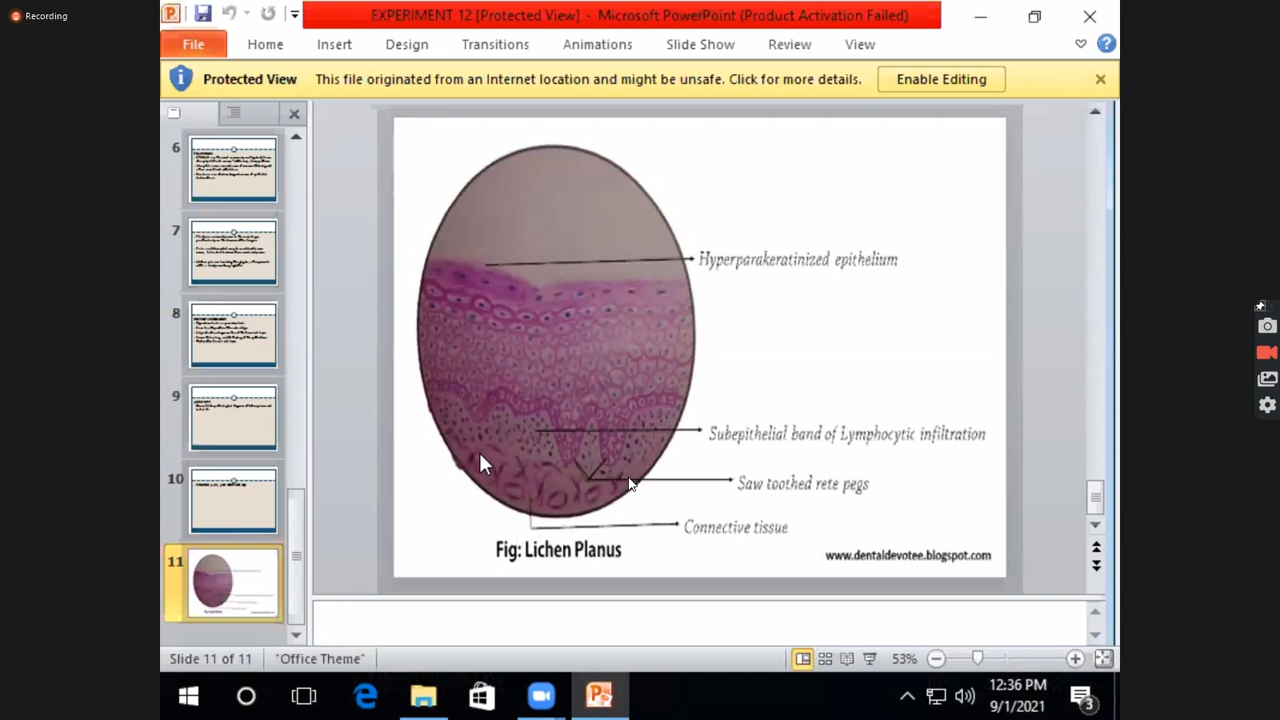 Recording
EXPERIMENT 12 [Protected View] - Microsoft PowerPoint (Product Activation Failed)
File Home Insert Design Transitions Animations Slide Show Review View
Protected View This file originated from an Internet location and might be unsafe. Click for more details. Enable Editing
6
7
8
9
10
11
Hyperparakeratinized epithelium
Subepithelial band of Lymphocytic infiltration
Saw toothed rete pegs
Connective tissue
Fig: Lichen Planus
www.dentaldevotee.blogspot.com
Slide 11 of 11 "Office Theme" 53%
12:36 PM
9/1/2021
3